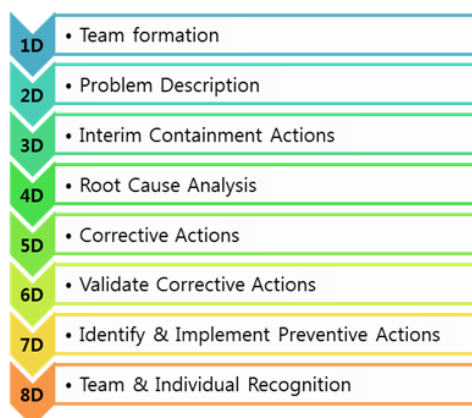 1D • Team formation
2D • Problem Description
3D • Interim Containment Actions
4D • Root Cause Analysis
5D • Corrective Actions
6D • Validate Corrective Actions
7D • Identify & Implement Preventive Actions
8D • Team & Individual Recognition